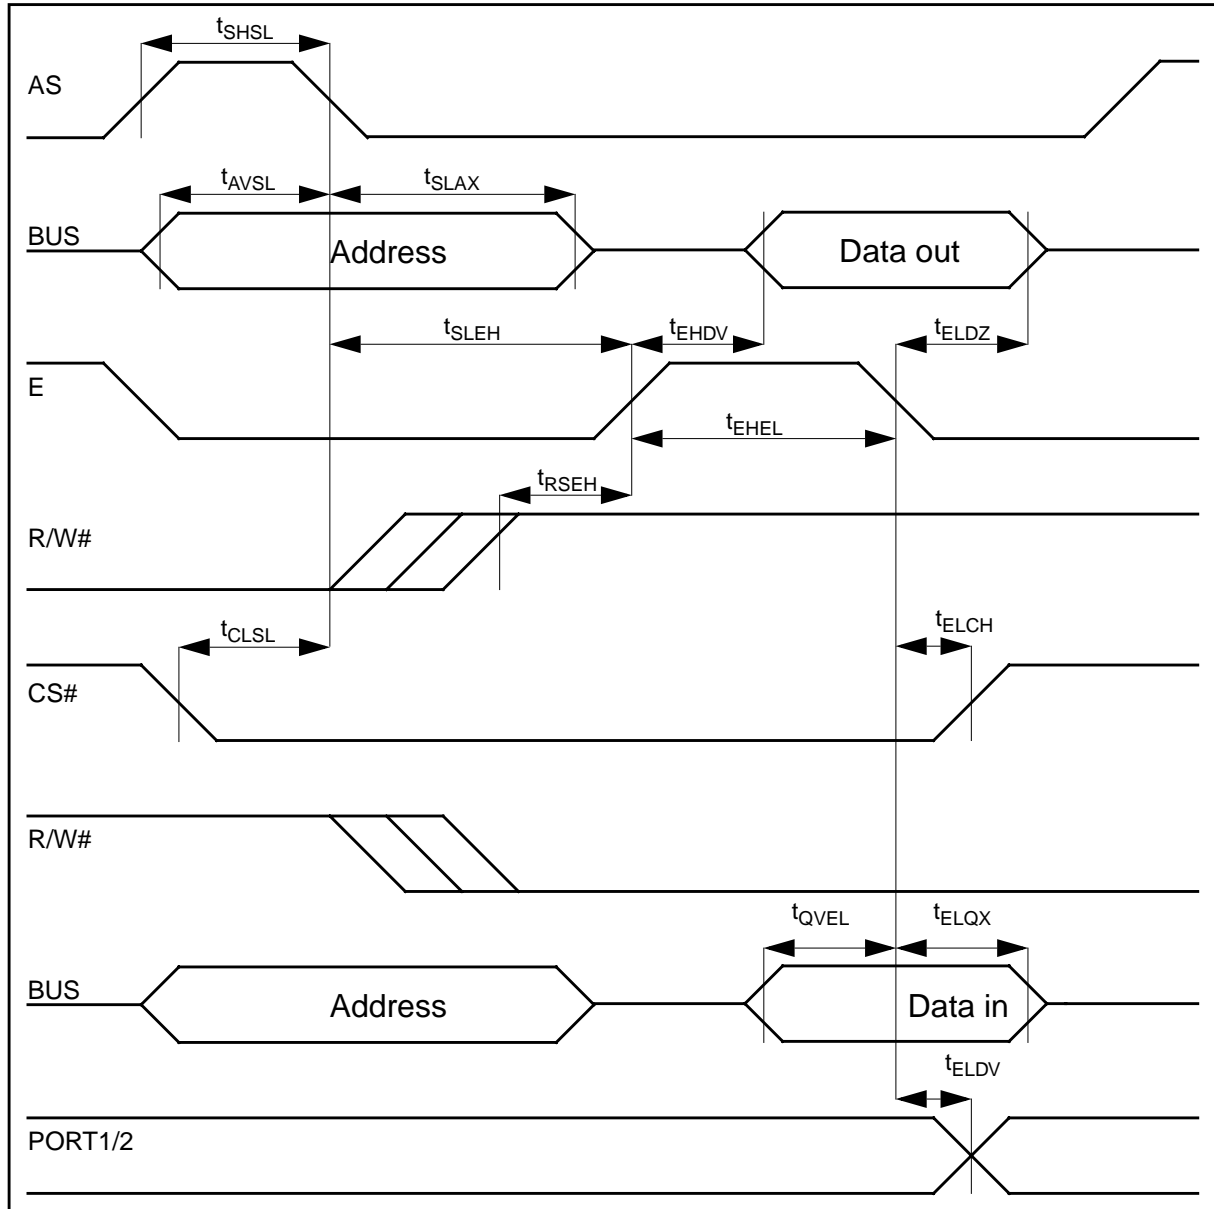 tSHSL
AS
tAVSL tSLAX
BUS Address Data out
tSLEH tEHDV tELDZ
E
tEHEL
tRSEH
R/W#
tCLSL tELCH
CS#
R/W#
tQVEL tELQX
BUS Address Data in
tELDV
PORT1/2